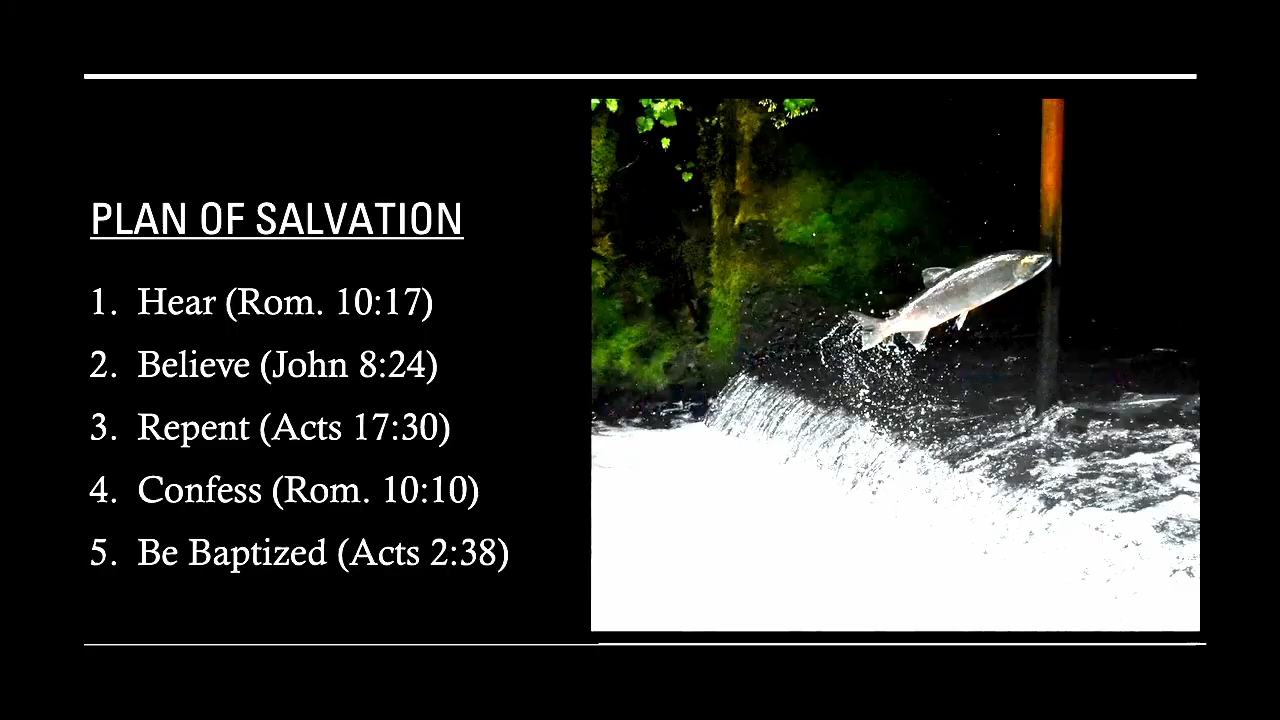 PLAN OF SALVATION
1. Hear (Rom. 10:17)
2. Believe (John 8:24)
3. Repent (Acts 17:30)
4. Confess (Rom. 10:10)
5. Be Baptized (Acts 2:38)